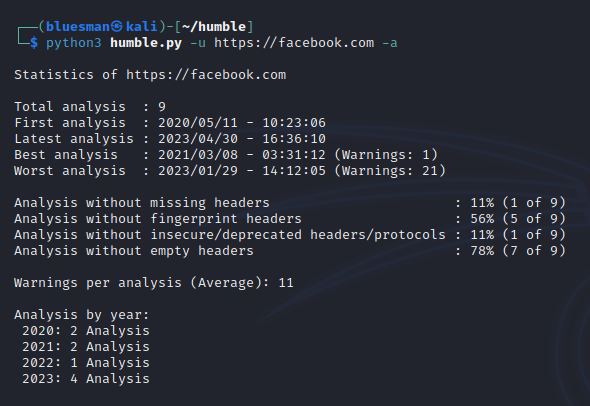 ┌──(bluesman㉿kali)-[~/humble]
└─$ python3 humble.py -u https://facebook.com -a
Statistics of https://facebook.com
Total analysis  : 9
First analysis  : 2020/05/11 - 10:23:06
Latest analysis : 2023/04/30 - 16:36:10
Best analysis   : 2021/03/08 - 03:31:12 (Warnings: 1)
Worst analysis  : 2023/01/29 - 14:12:05 (Warnings: 21)
Analysis without missing headers                      : 11% (1 of 9)
Analysis without fingerprint headers                  : 56% (5 of 9)
Analysis without insecure/deprecated headers/protocols : 11% (1 of 9)
Analysis without empty headers                        : 78% (7 of 9)
Warnings per analysis (Average): 11
Analysis by year:
 2020: 2 Analysis
 2021: 2 Analysis
 2022: 1 Analysis
 2023: 4 Analysis